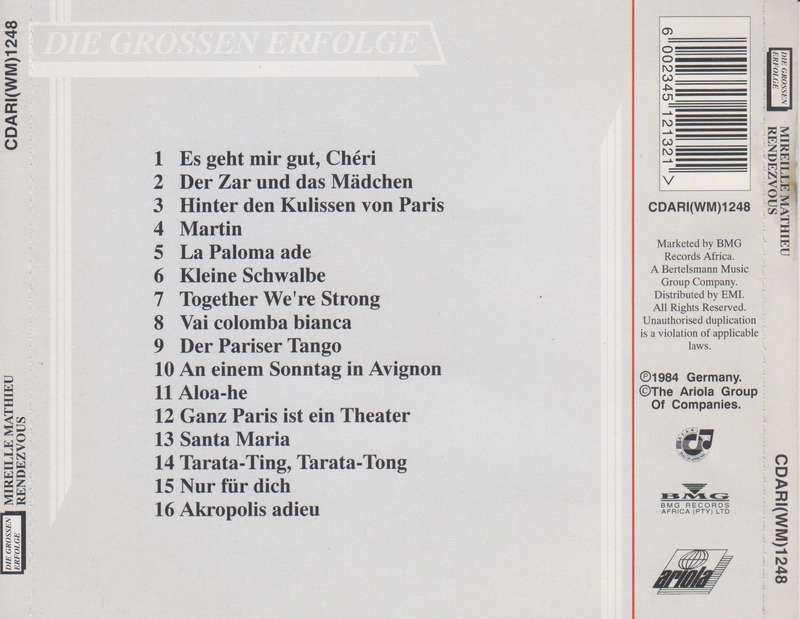 DIE GROSSEN ERFOLGE
1 Es geht mir gut, Chéri
2 Der Zar und das Mädchen
3 Hinter den Kulissen von Paris
4 Martin
5 La Paloma ade
6 Kleine Schwalbe
7 Together We're Strong
8 Vai colomba bianca
9 Der Pariser Tango
10 An einem Sonntag in Avignon
11 Aloa-he
12 Ganz Paris ist ein Theater
13 Santa Maria
14 Tarata-Ting, Tarata-Tong
15 Nur für dich
16 Akropolis adieu
CDARI(WM)1248
MIREILLE MATHIEU
RENDEZVOUS
DIE GROSSEN
ERFOLGE
6 002345 121321 >
CDARI(WM)1248
Marketed by BMG
Records Africa.
A Bertelsmann Music
Group Company.
Distributed by EMI.
All Rights Reserved.
Unauthorised duplication
is a violation of applicable
laws.
℗1984 Germany.
©The Ariola Group
Of Companies.
BMG
BMG RECORDS
AFRICA (PTY) LTD
ariola
DIE GROSSEN
ERFOLGE
MIREILLE MATHIEU
RENDEZVOUS
CDARI(WM)1248